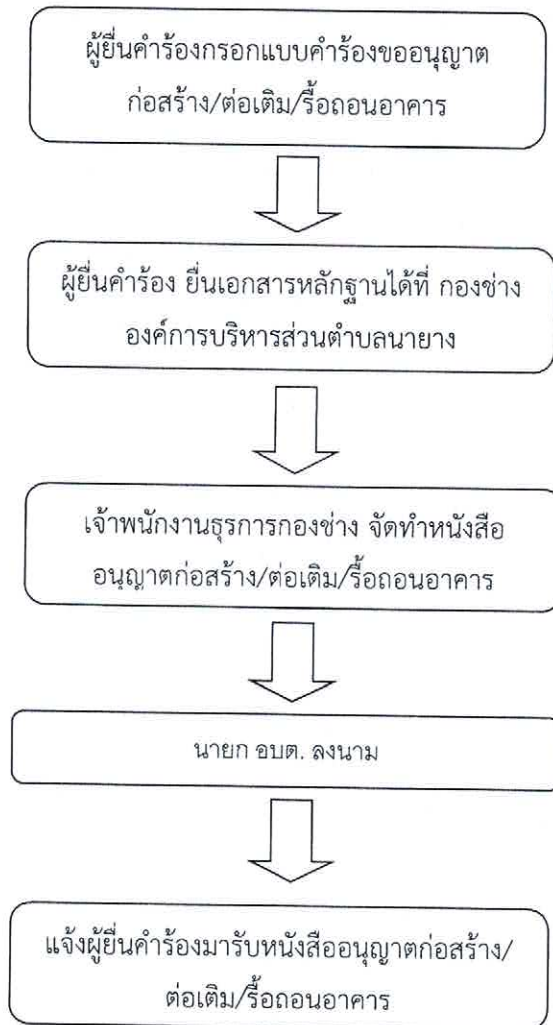 ผู้ยื่นคำร้องกรอกแบบคำร้องขออนุญาต
ก่อสร้าง/ต่อเติม/รื้อถอนอาคาร
ผู้ยื่นคำร้อง ยื่นเอกสารหลักฐานได้ที่ กองช่าง
องค์การบริหารส่วนตำบลนายาง
เจ้าพนักงานธุรการกองช่าง จัดทำหนังสือ
อนุญาตก่อสร้าง/ต่อเติม/รื้อถอนอาคาร
นายก อบต. ลงนาม
แจ้งผู้ยื่นคำร้องมารับหนังสืออนุญาตก่อสร้าง/
ต่อเติม/รื้อถอนอาคาร